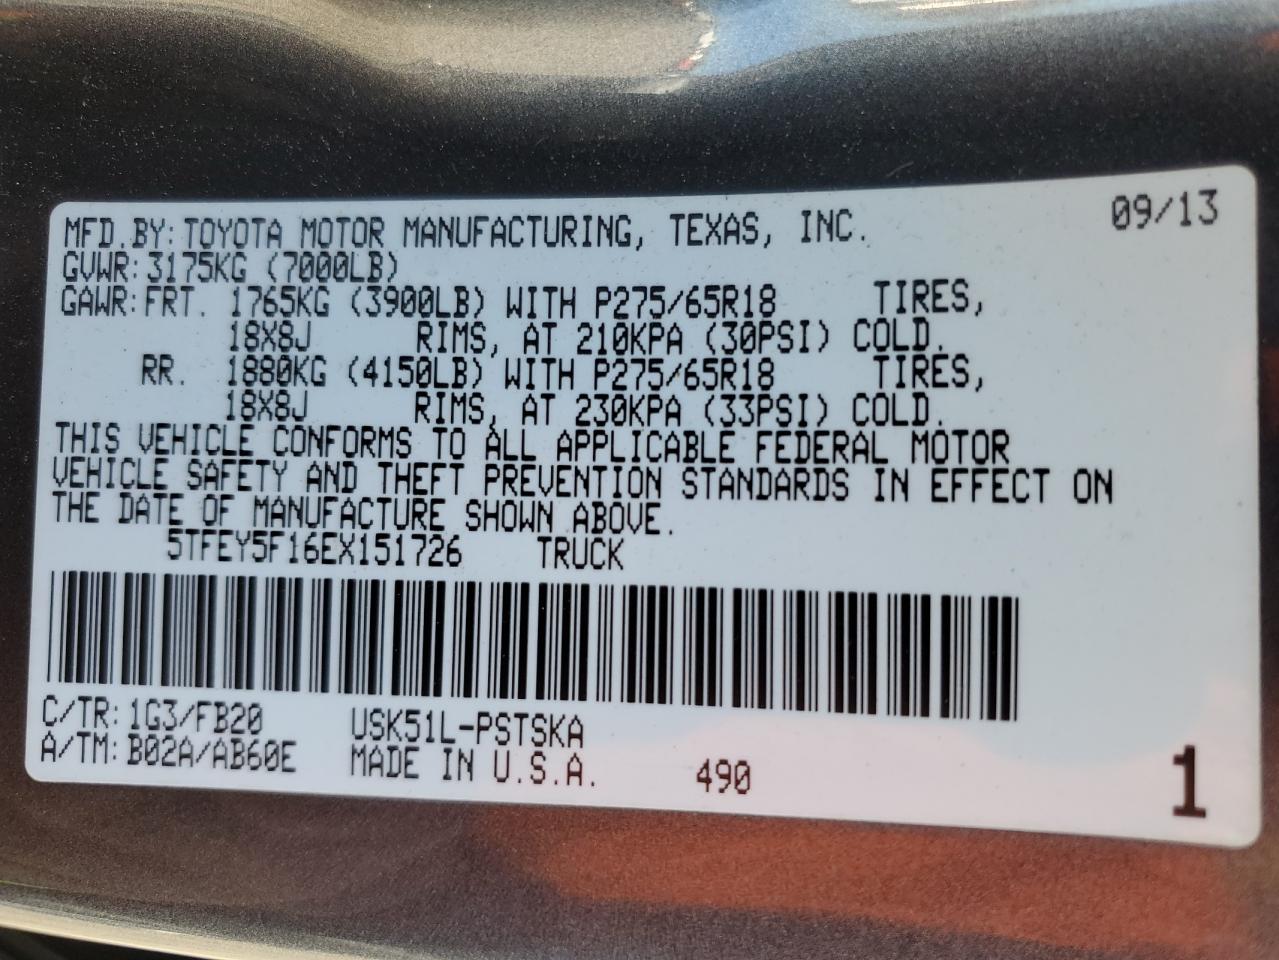 MFD.BY: TOYOTA MOTOR MANUFACTURING, TEXAS, INC. 09/13
GVWR: 3175KG (7000LB)
GAWR: FRT. 1765KG (3900LB) WITH P275/65R18 TIRES,
18X8J RIMS, AT 210KPA (30PSI) COLD.
RR. 1880KG (4150LB) WITH P275/65R18 TIRES,
18X8J RIMS, AT 230KPA (33PSI) COLD.
THIS VEHICLE CONFORMS TO ALL APPLICABLE FEDERAL MOTOR
VEHICLE SAFETY AND THEFT PREVENTION STANDARDS IN EFFECT ON
THE DATE OF MANUFACTURE SHOWN ABOVE.
5TFEY5F16EX151726 TRUCK
C/TR: 1G3/FB20 USK51L-PSTSKA
A/TM: B02A/AB60E MADE IN U.S.A. 490 1